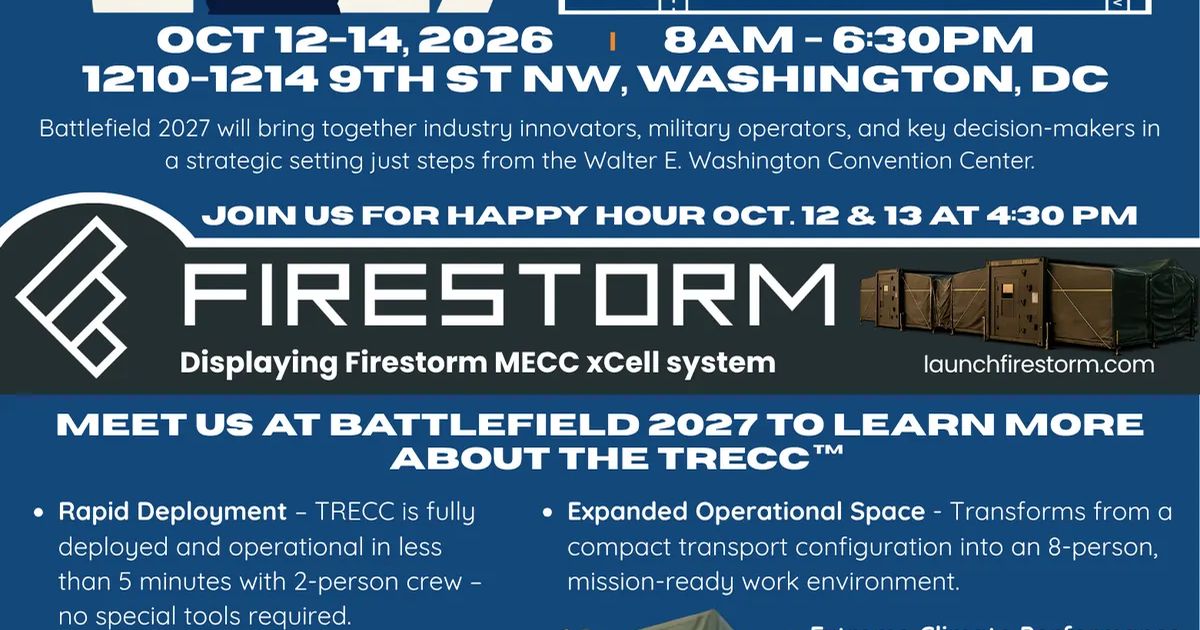 OCT 12-14, 2026 | 8AM - 6:30PM
1210-1214 9TH ST NW, WASHINGTON, DC
Battlefield 2027 will bring together industry innovators, military operators, and key decision-makers in
a strategic setting just steps from the Walter E. Washington Convention Center.
JOIN US FOR HAPPY HOUR OCT. 12 & 13 AT 4:30 PM
FIRESTORM
Displaying Firestorm MECC xCell system
launchfirestorm.com
MEET US AT BATTLEFIELD 2027 TO LEARN MORE
ABOUT THE TRECC™
• Rapid Deployment – TRECC is fully
deployed and operational in less
than 5 minutes with 2-person crew –
no special tools required.
• Expanded Operational Space - Transforms from a
compact transport configuration into an 8-person,
mission-ready work environment.